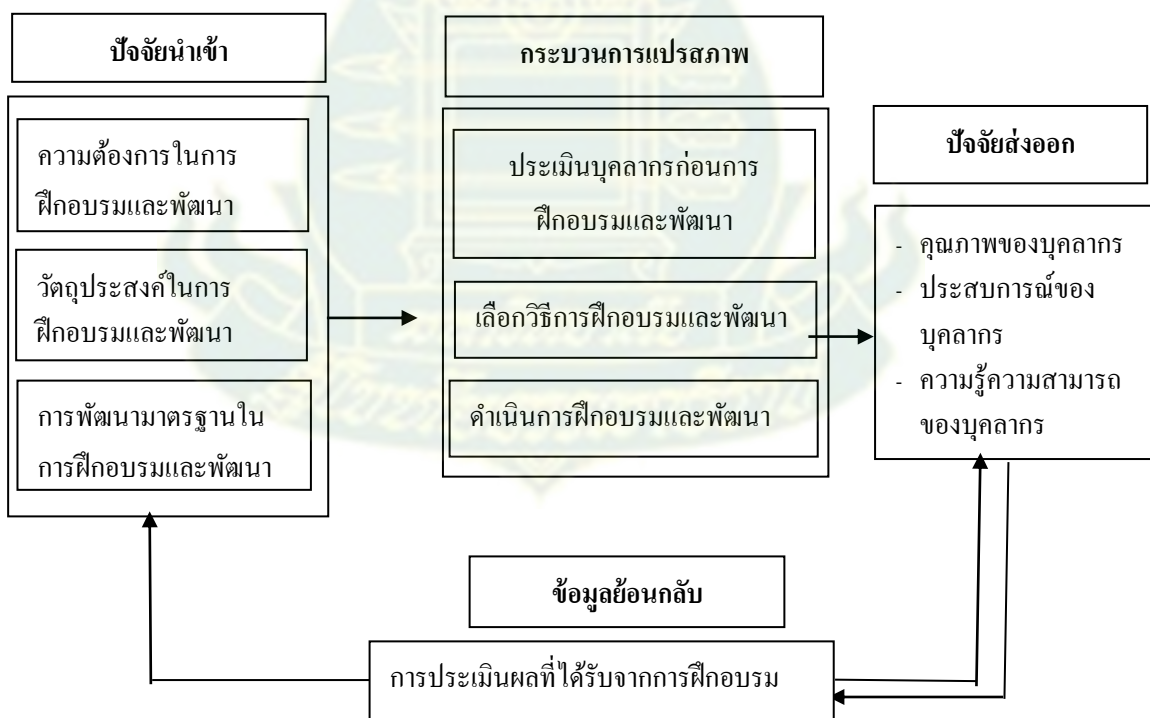 ปัจจัยนำเข้า
ความต้องการในการ
ฝึกอบรมและพัฒนา
วัตถุประสงค์ในการ
ฝึกอบรมและพัฒนา
การพัฒนามาตรฐานใน
การฝึกอบรมและพัฒนา
กระบวนการแปรสภาพ
ประเมินบุคลากรก่อนการ
ฝึกอบรมและพัฒนา
เลือกวิธีการฝึกอบรมและพัฒนา
ดำเนินการฝึกอบรมและพัฒนา
ปัจจัยส่งออก
- คุณภาพของบุคลากร
- ประสบการณ์ของ
บุคลากร
- ความรู้ความสามารถ
ของบุคลากร
ข้อมูลย้อนกลับ
การประเมินผลที่ได้รับจากการฝึกอบรม